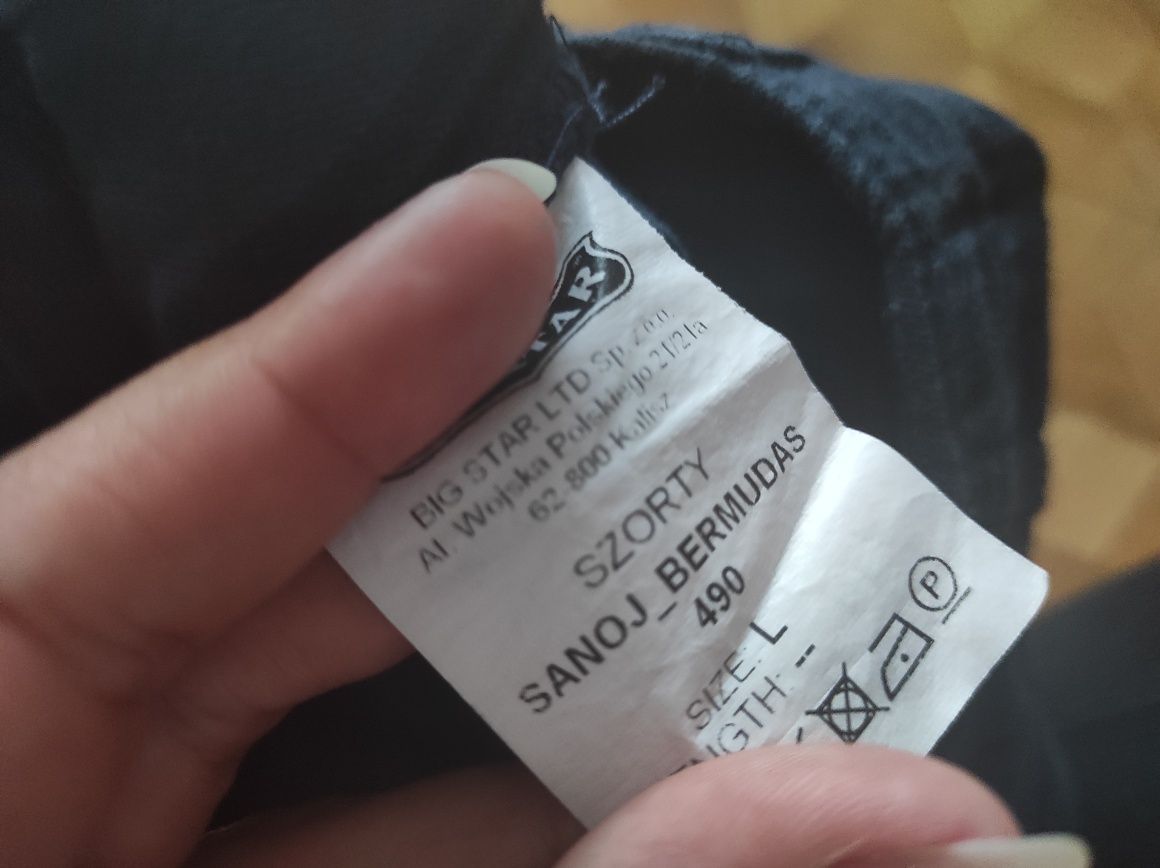 TAR
BIG STAR LTD Sp. z o.o.
Al. Wojska Polskiego 21/21a
62-800 Kalisz
SZORTY
SANOJ_BERMUDAS
490
SIZE: L
NGTH: --
P